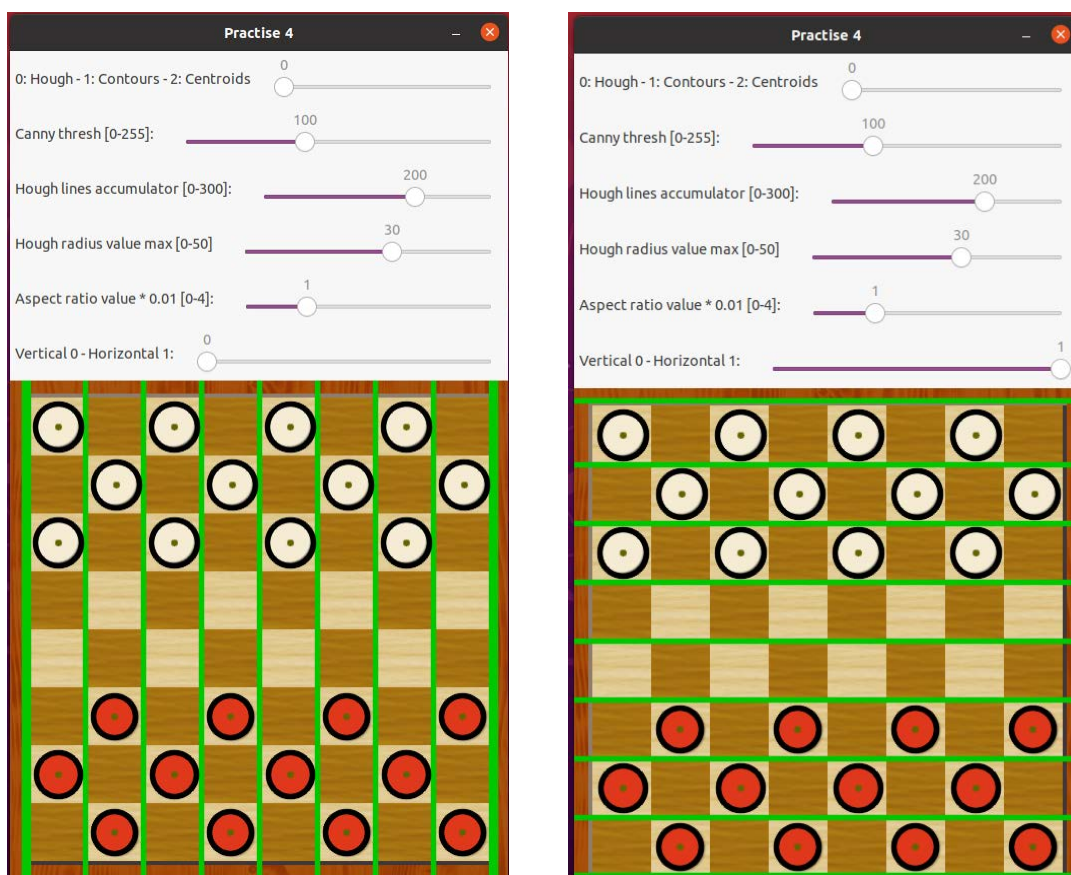 Practise 4
0: Hough - 1: Contours - 2: Centroids
0
Canny thresh [0-255]:
100
Hough lines accumulator [0-300]:
200
Hough radius value max [0-50]
30
Aspect ratio value * 0.01 [0-4]:
1
Vertical 0 - Horizontal 1:
0
Practise 4
0: Hough - 1: Contours - 2: Centroids
0
Canny thresh [0-255]:
100
Hough lines accumulator [0-300]:
200
Hough radius value max [0-50]
30
Aspect ratio value * 0.01 [0-4]:
1
Vertical 0 - Horizontal 1:
1